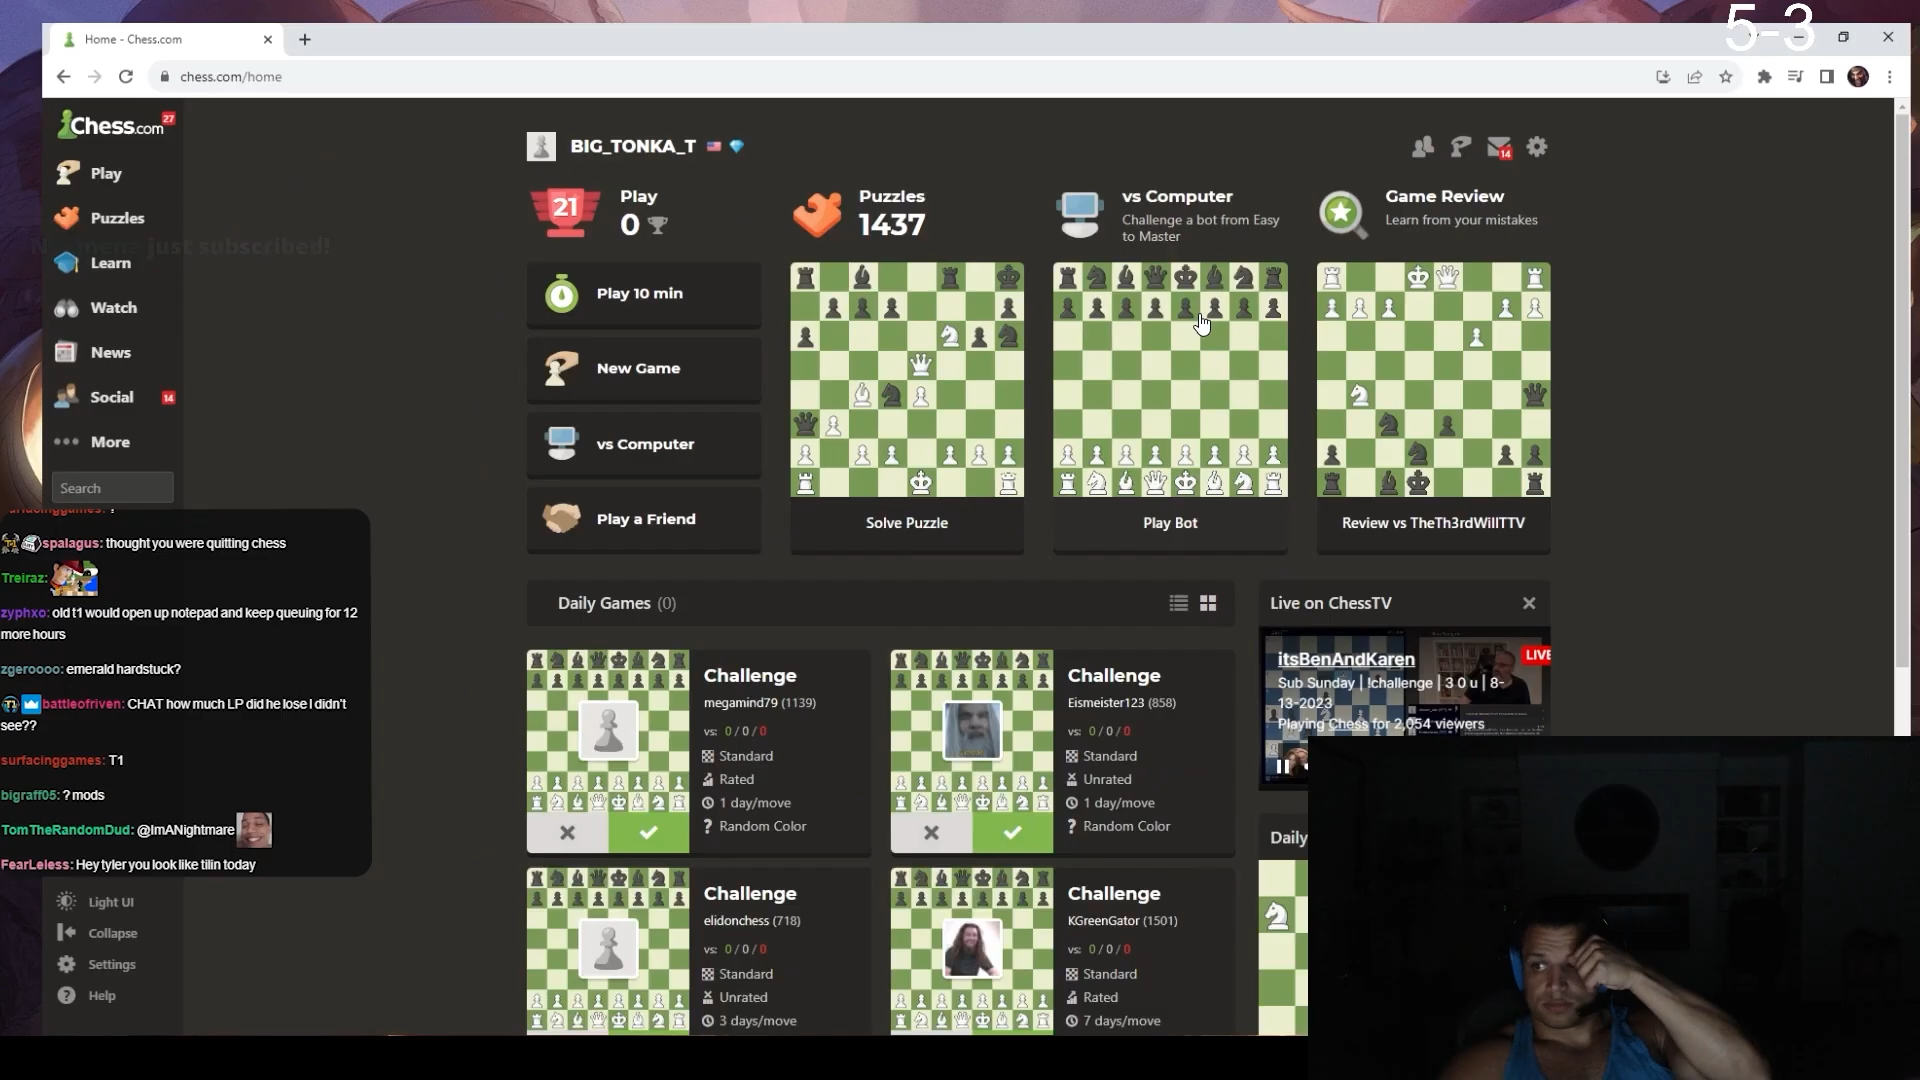 5-3
Home - Chess.com
chess.com/home
Chess.com
27
Play
Puzzles
just subscribed!
Learn
Watch
News
Social
14
More
Search
BIG_TONKA_T
14
21
Play
0
Puzzles
1437
vs Computer
Challenge a bot from Easy
to Master
Game Review
Learn from your mistakes
Play 10 min
New Game
vs Computer
Play a Friend
Solve Puzzle
Play Bot
Review vs TheTh3rdWillTTV
spalagus: thought you were quitting chess
Treiraz:
zyphxo: old t1 would open up notepad and keep queuing for 12
more hours
zgeroooo: emerald hardstuck?
battleofriven: CHAT how much LP did he lose I didn't
see??
surfacinggames: T1
bigraff05: ? mods
TomTheRandomDud: @ImANightmare
FearLeless: Hey tyler you look like tilin today
Light UI
Collapse
Settings
Help
Daily Games (0)
Challenge
megamind79 (1139)
vs: 0 / 0 / 0
Standard
Rated
1 day/move
Random Color
Challenge
Eismeister123 (858)
vs: 0 / 0 / 0
Standard
Unrated
1 day/move
Random Color
Challenge
elidonchess (718)
vs: 0 / 0 / 0
Standard
Unrated
3 days/move
Challenge
KGreenGator (1501)
vs: 0 / 0 / 0
Standard
Rated
7 days/move
Live on ChessTV
LIVE
itsBenAndKaren
Sub Sunday | !challenge | 3 0 u | 8-
13-2023
Playing Chess for 2,054 viewers
Daily